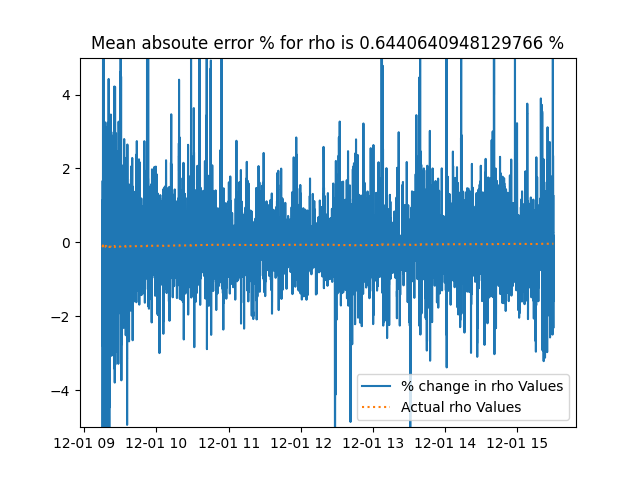 Mean absoute error % for rho is 0.6440640948129766 %
4
2
0
−2
−4
% change in rho Values
Actual rho Values
12-01 09 12-01 10 12-01 11 12-01 12 12-01 13 12-01 14 12-01 15